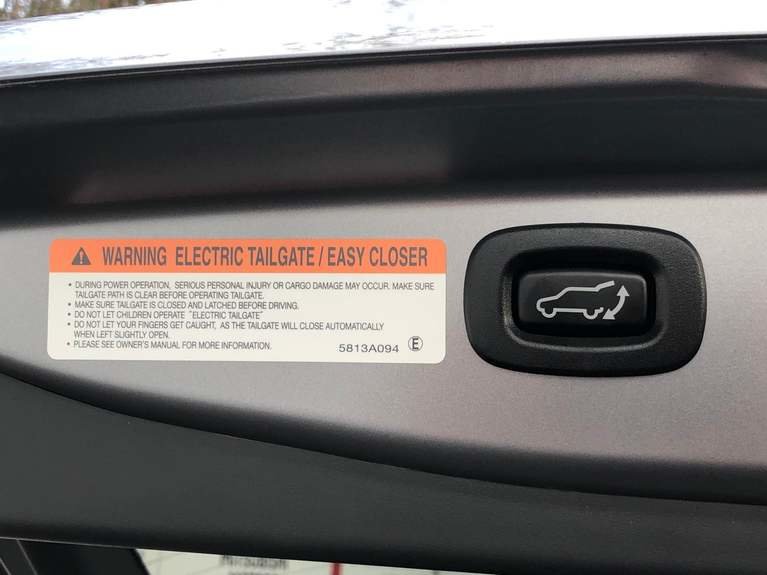 WARNING ELECTRIC TAILGATE / EASY CLOSER
• DURING POWER OPERATION, SERIOUS PERSONAL INJURY OR CARGO DAMAGE MAY OCCUR. MAKE SURE
TAILGATE PATH IS CLEAR BEFORE OPERATING TAILGATE.
• MAKE SURE TAILGATE IS CLOSED AND LATCHED BEFORE DRIVING.
• DO NOT LET CHILDREN OPERATE "ELECTRIC TAILGATE"
• DO NOT LET YOUR FINGERS GET CAUGHT, AS THE TAILGATE WILL CLOSE AUTOMATICALLY
WHEN LEFT SLIGHTLY OPEN.
• PLEASE SEE OWNER'S MANUAL FOR MORE INFORMATION.
5813A094 Ⓔ